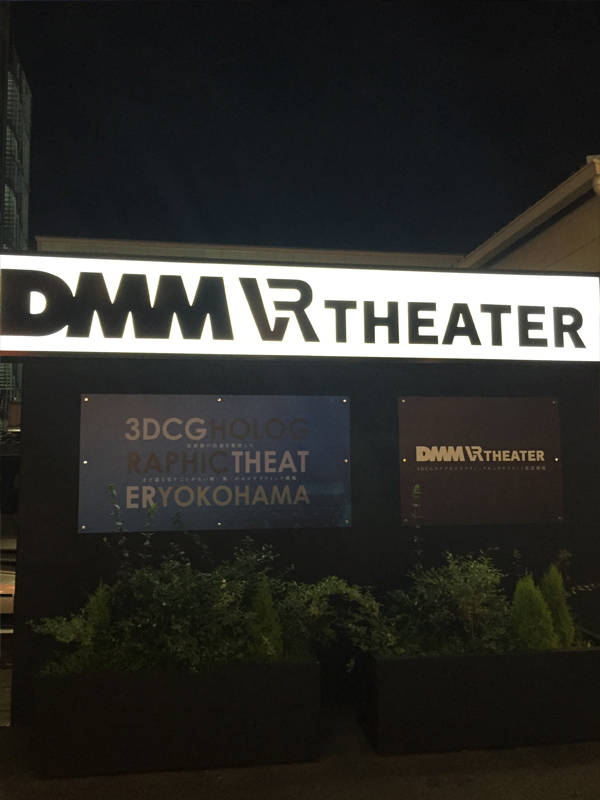 DMM VR THEATER
3DCGHOLOG
RAPHICTHEAT
ERYOKOHAMA
DMM VR THEATER